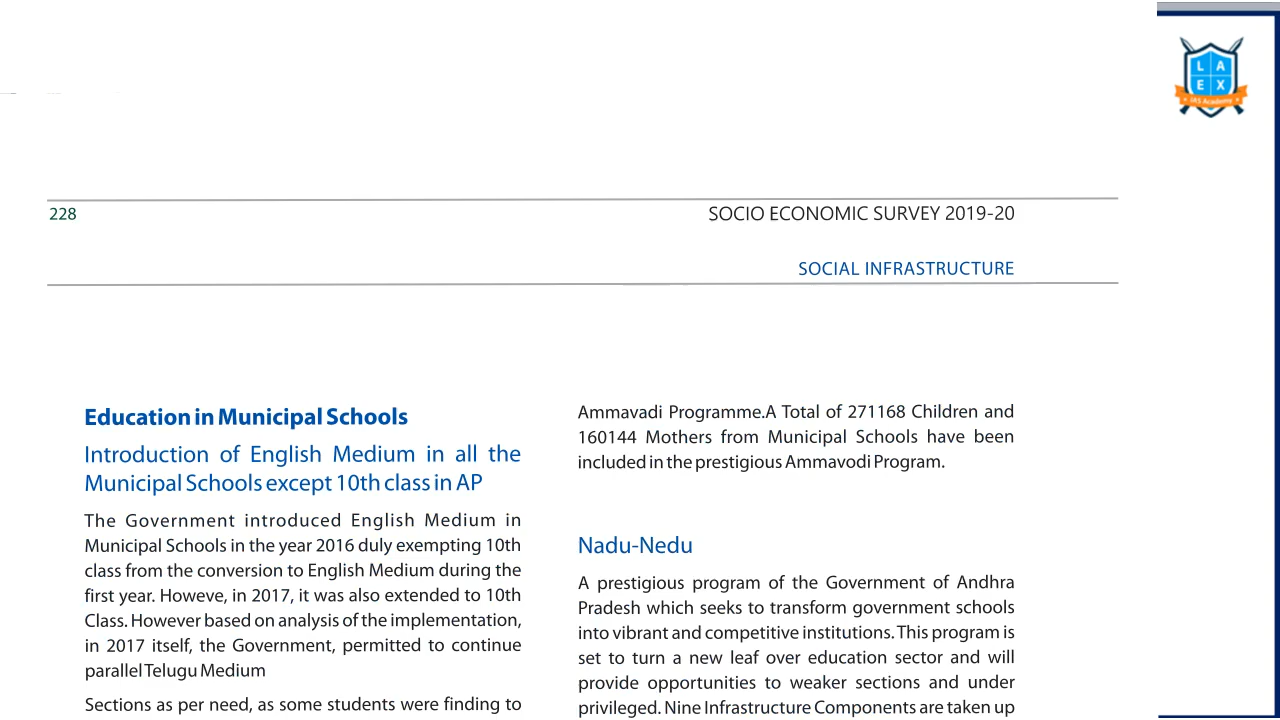 L A
E X
IAS Academy
228
SOCIO ECONOMIC SURVEY 2019-20
SOCIAL INFRASTRUCTURE
Education in Municipal Schools
Introduction of English Medium in all the
Municipal Schools except 10th class in AP
The Government introduced English Medium in
Municipal Schools in the year 2016 duly exempting 10th
class from the conversion to English Medium during the
first year. Howeve, in 2017, it was also extended to 10th
Class. However based on analysis of the implementation,
in 2017 itself, the Government, permitted to continue
parallel Telugu Medium
Sections as per need, as some students were finding to
Ammavadi Programme.A Total of 271168 Children and
160144 Mothers from Municipal Schools have been
included in the prestigious Ammavodi Program.
Nadu-Nedu
A prestigious program of the Government of Andhra
Pradesh which seeks to transform government schools
into vibrant and competitive institutions. This program is
set to turn a new leaf over education sector and will
provide opportunities to weaker sections and under
privileged. Nine Infrastructure Components are taken up